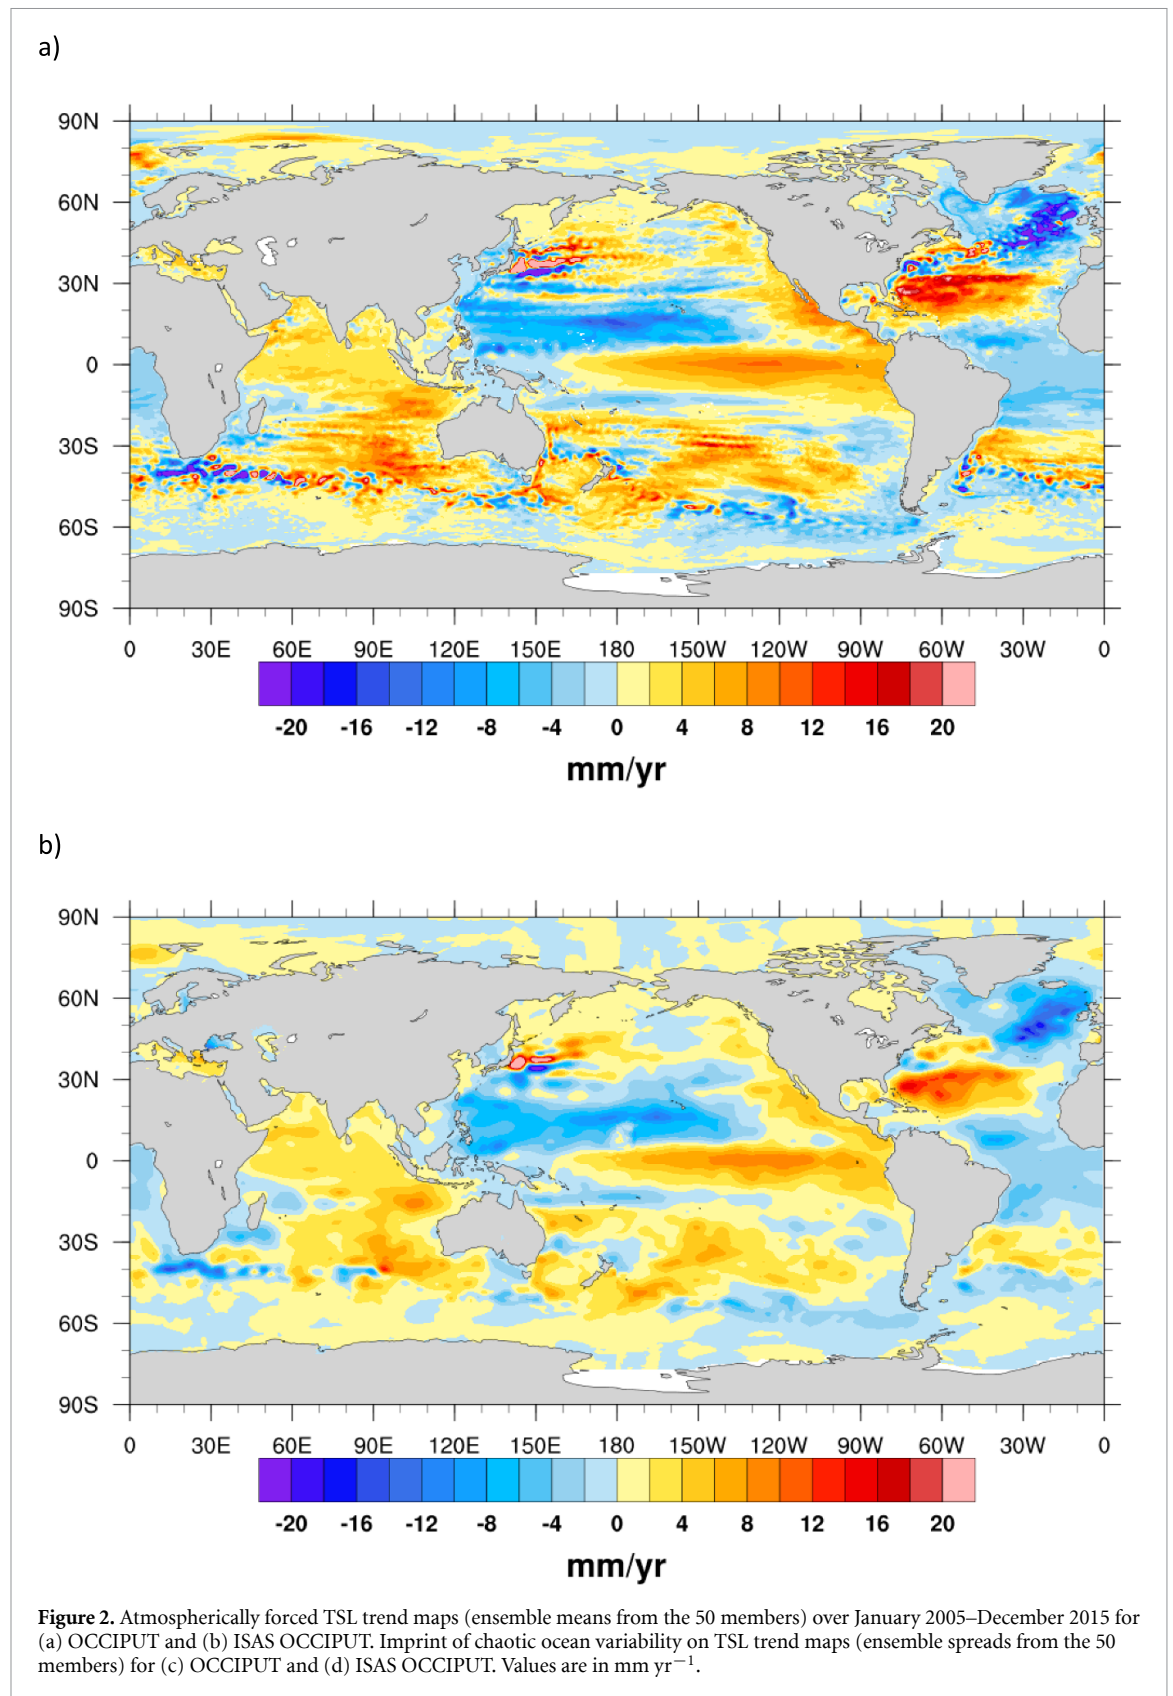 a)
90N
60N
30N
0
30S
60S
90S
0 30E 60E 90E 120E 150E 180 150W 120W 90W 60W 30W 0
-20 -16 -12 -8 -4 0 4 8 12 16 20
mm/yr
b)
90N
60N
30N
0
30S
60S
90S
0 30E 60E 90E 120E 150E 180 150W 120W 90W 60W 30W 0
-20 -16 -12 -8 -4 0 4 8 12 16 20
mm/yr
Figure 2. Atmospherically forced TSL trend maps (ensemble means from the 50 members) over January 2005–December 2015 for
(a) OCCIPUT and (b) ISAS OCCIPUT. Imprint of chaotic ocean variability on TSL trend maps (ensemble spreads from the 50
members) for (c) OCCIPUT and (d) ISAS OCCIPUT. Values are in mm yr⁻¹.